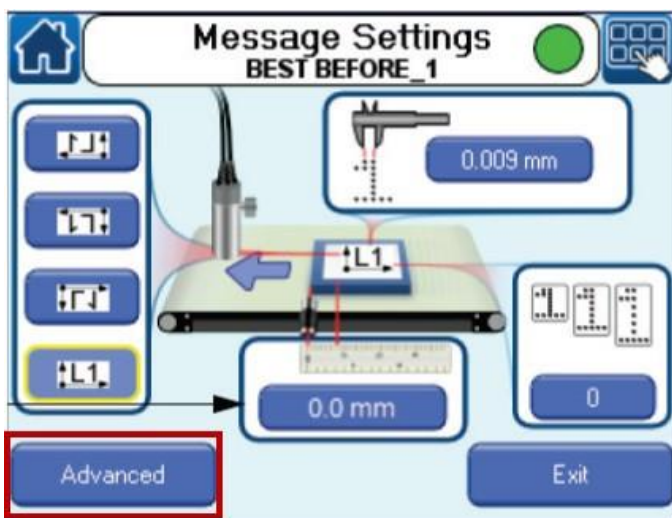 Message Settings
BEST BEFORE_1
0.009 mm
L1
L1
0.0 mm
0
Advanced
Exit